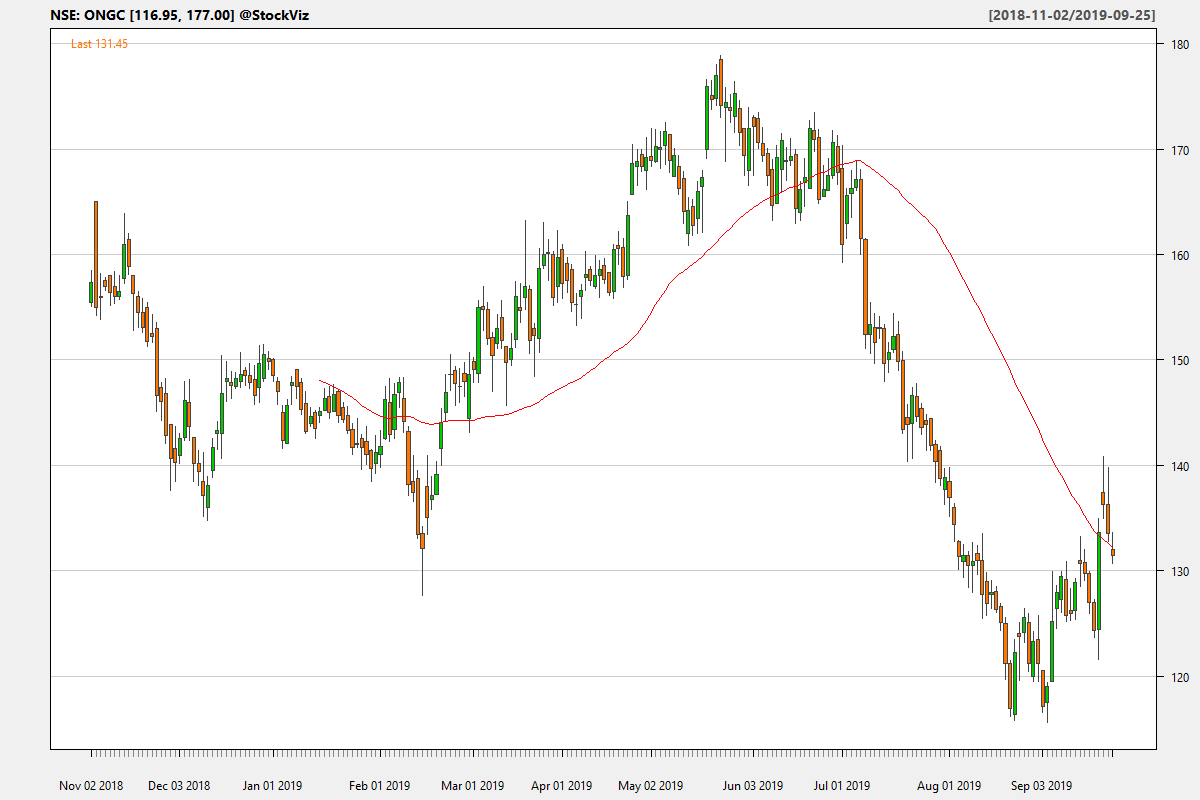 NSE: ONGC [116.95, 177.00] @StockViz [2018-11-02/2019-09-25]
Last 131.45
180
170
160
150
140
130
120
Nov 02 2018 Dec 03 2018 Jan 01 2019 Feb 01 2019 Mar 01 2019 Apr 01 2019 May 02 2019 Jun 03 2019 Jul 01 2019 Aug 01 2019 Sep 03 2019